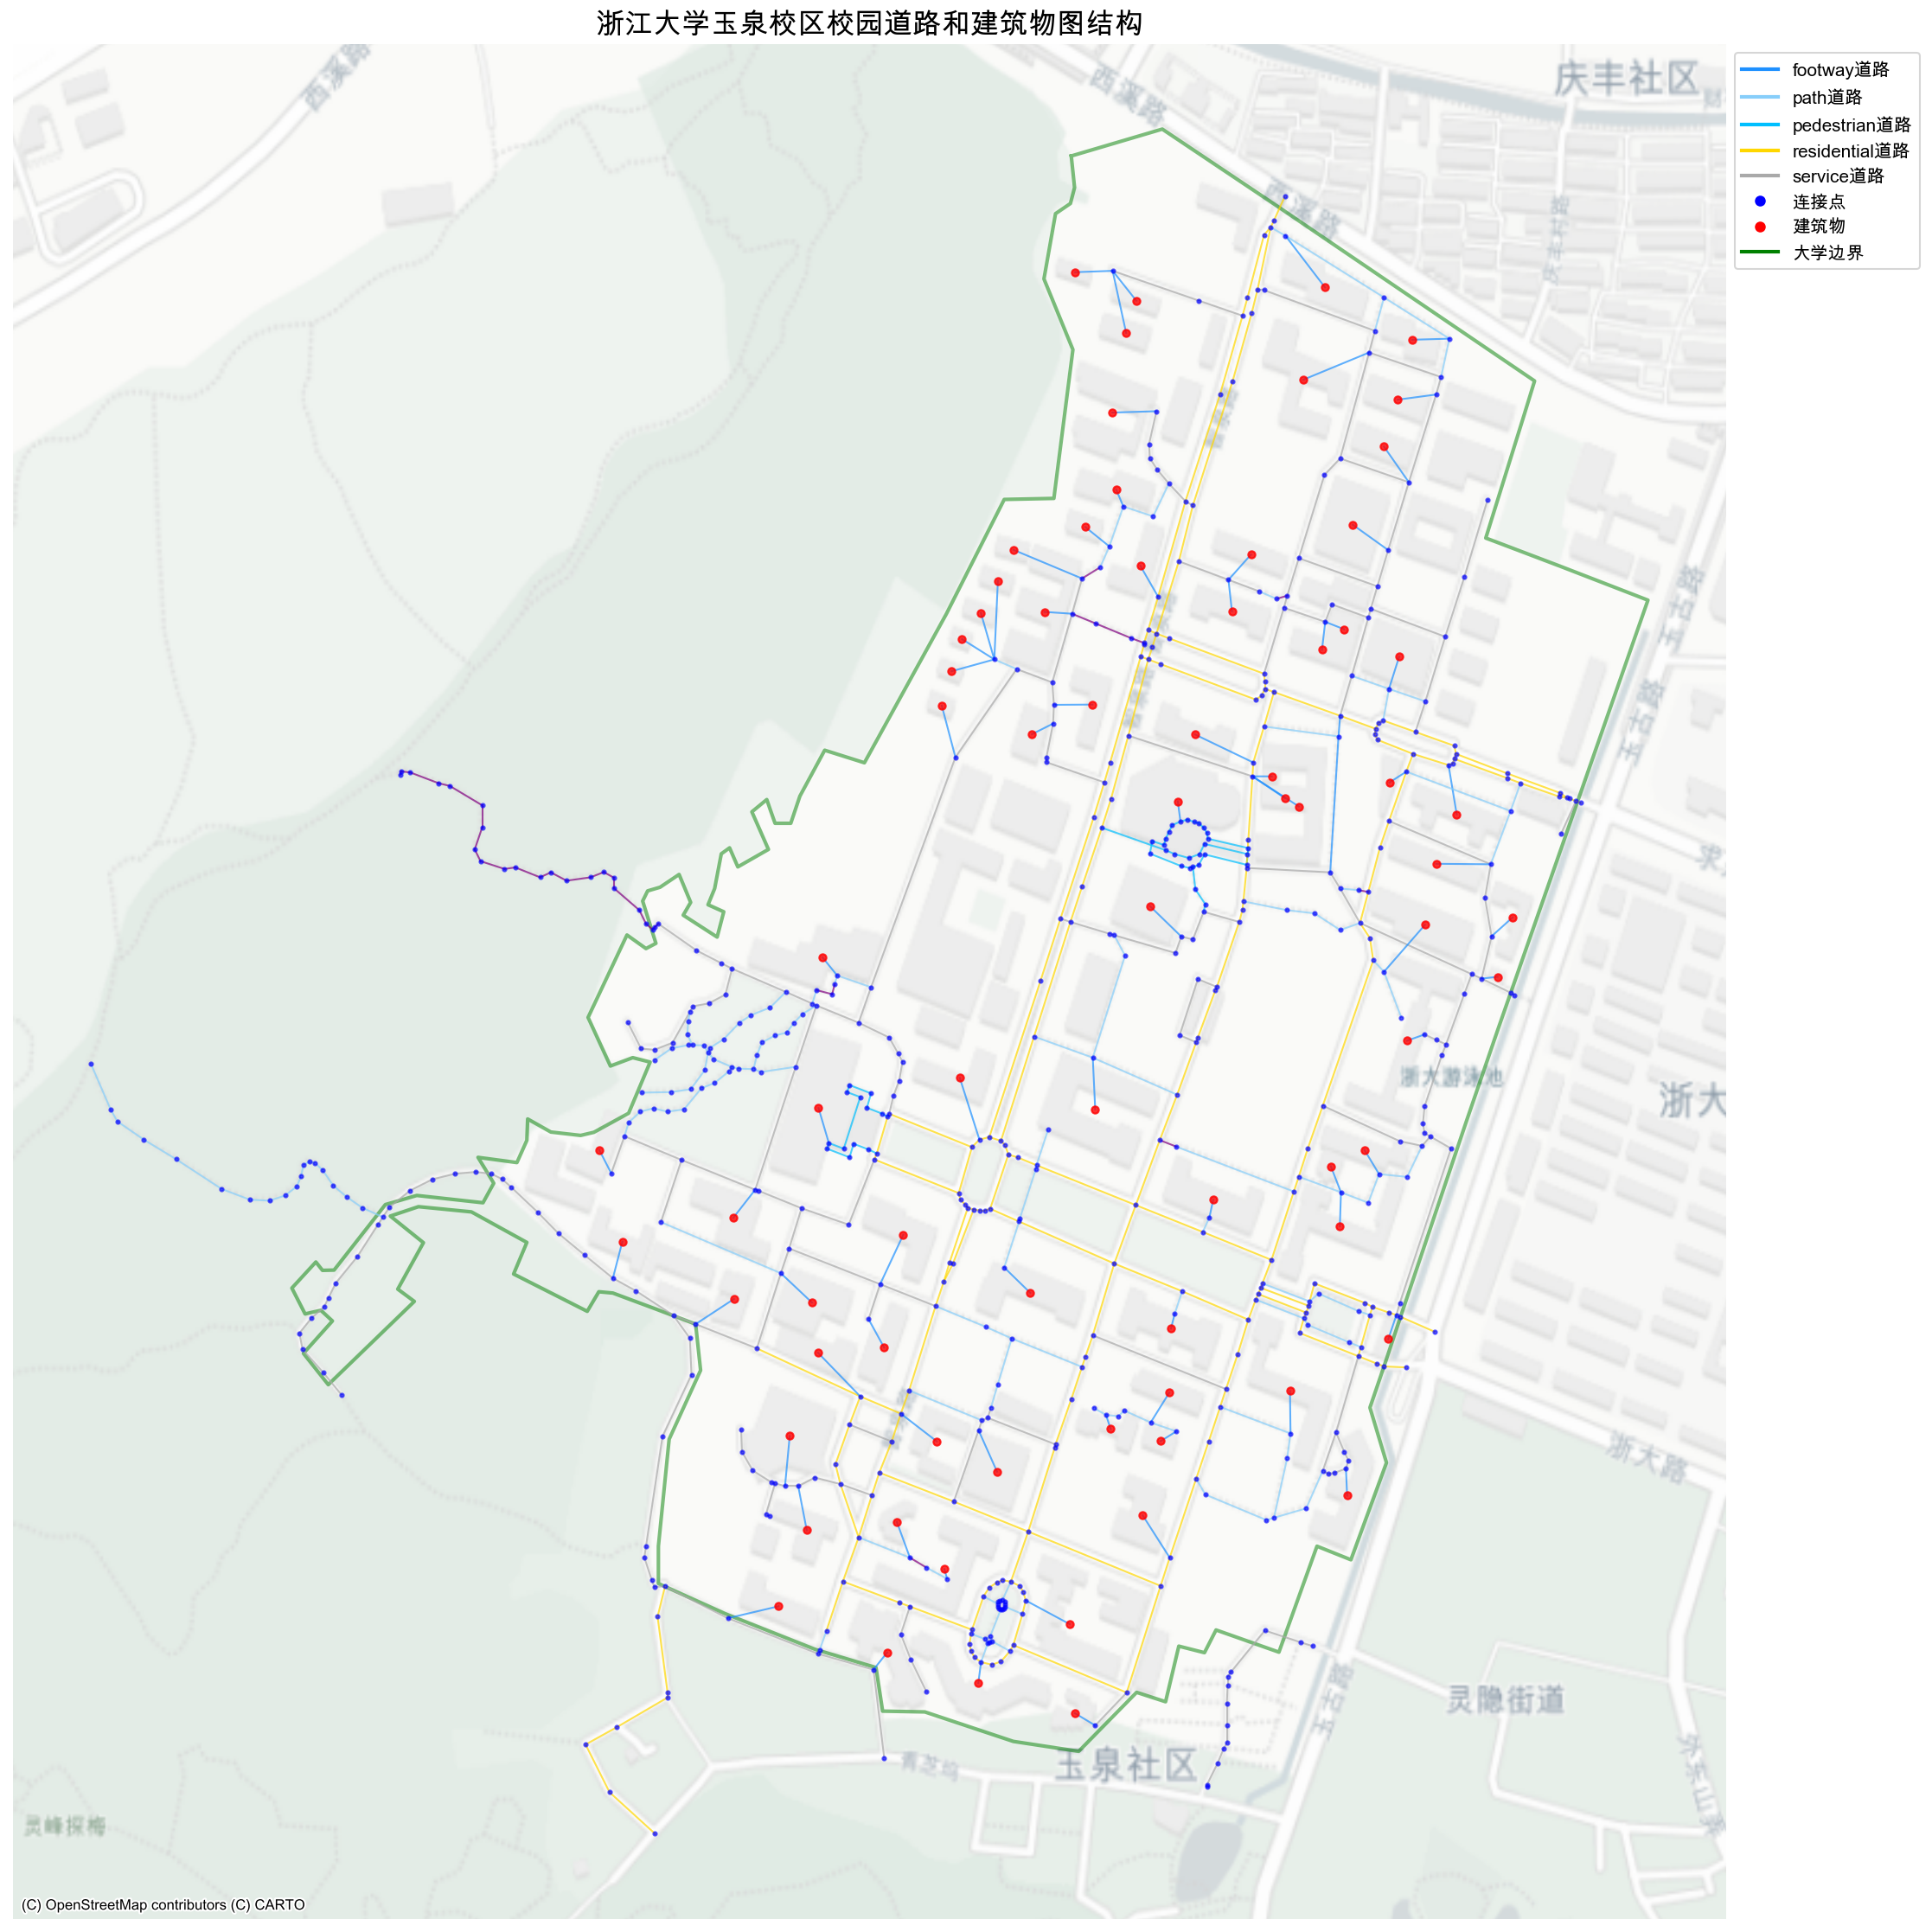 浙江大学玉泉校区校园道路和建筑物图结构
footway道路
path道路
pedestrian道路
residential道路
service道路
连接点
建筑物
大学边界
西溪路
西溪路
庆丰社区
庆丰村路
玉古路
玉古路
浙大游泳池
浙大
浙大路
灵隐街道
玉古路
玉泉社区
青芝坞
灵峰探梅
(C) OpenStreetMap contributors (C) CARTO